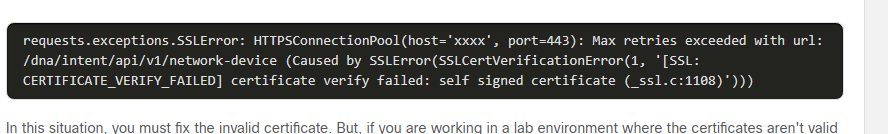 requests.exceptions.SSLError: HTTPSConnectionPool(host='xxxx', port=443): Max retries exceeded with url:
/dna/intent/api/v1/network-device (Caused by SSLError(SSLCertVerificationError(1, '[SSL:
CERTIFICATE_VERIFY_FAILED] certificate verify failed: self signed certificate (_ssl.c:1108)')))
In this situation, you must fix the invalid certificate. But, if you are working in a lab environment where the certificates aren't valid